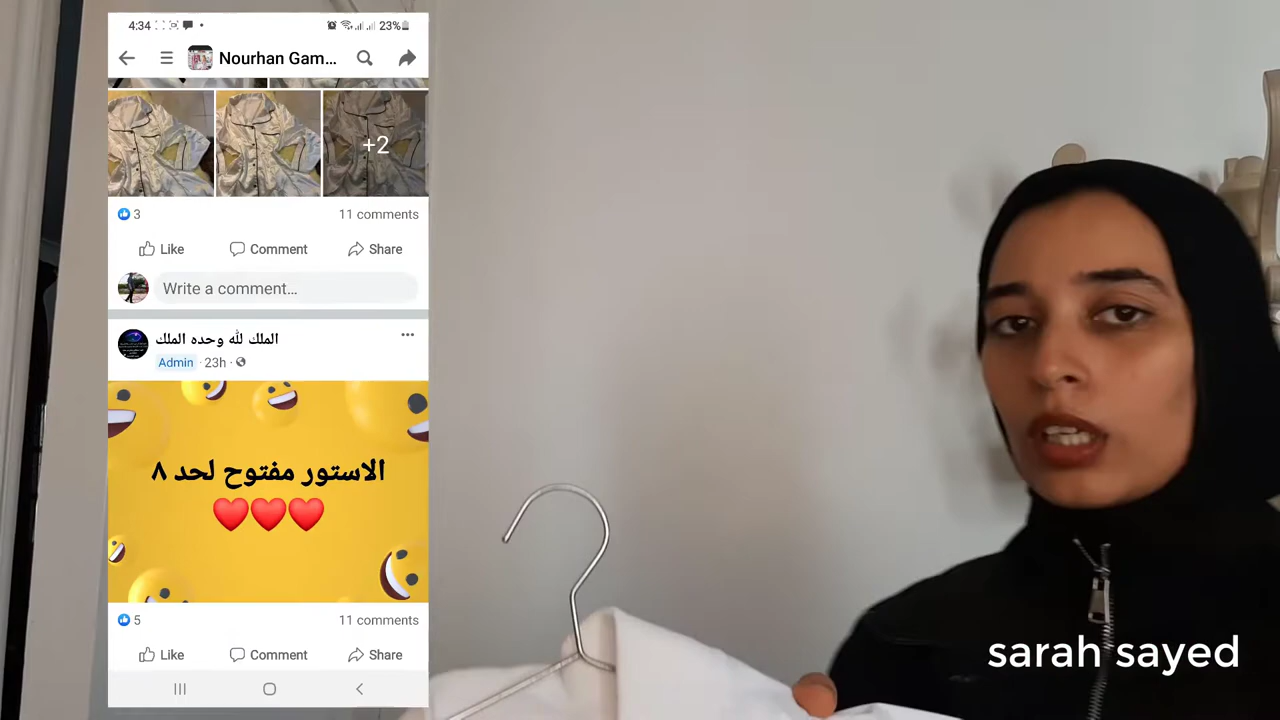 4:34
23%
Nourhan Gam...
+2
3
11 comments
Like
Comment
Share
Write a comment...
الملك لله وحده الملك
Admin · 23h ·
الاستور مفتوح لحد ٨
❤️❤️❤️
5
11 comments
Like
Comment
Share
sarah sayed